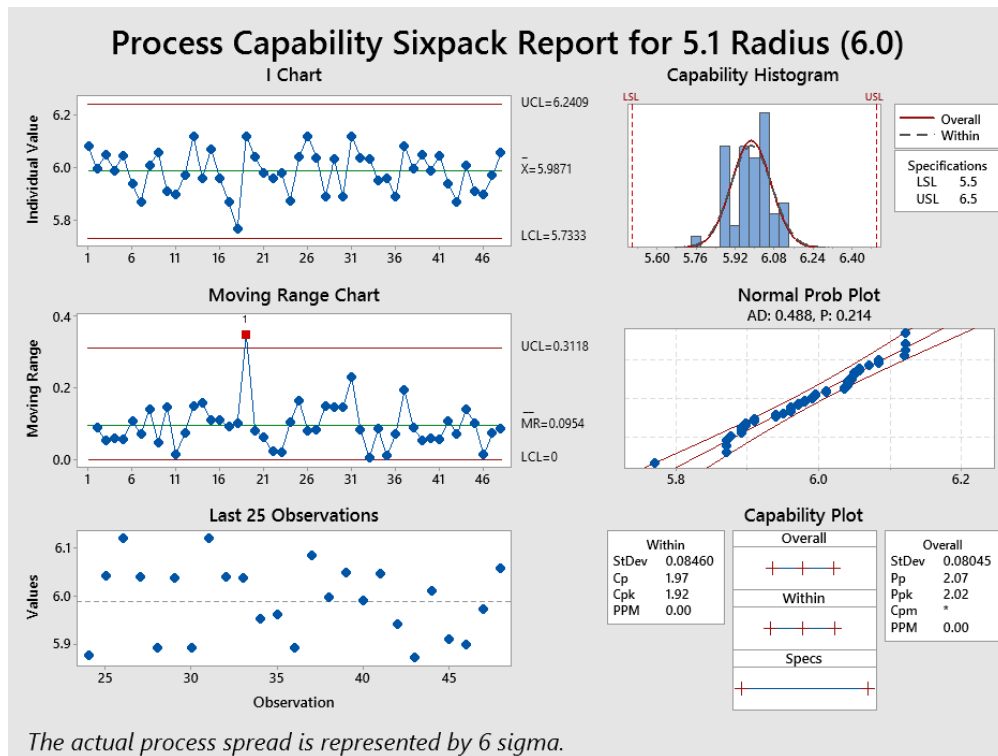 Process Capability Sixpack Report for 5.1 Radius (6.0)
I Chart
Individual Value
6.2
6.0
5.8
1 6 11 16 21 26 31 36 41 46
UCL=6.2409
X=5.9871
LCL=5.7333
Capability Histogram
LSL USL
5.60 5.76 5.92 6.08 6.24 6.40
Overall
Within
Specifications
LSL 5.5
USL 6.5
Moving Range Chart
Moving Range
0.4
0.2
0.0
1
1 6 11 16 21 26 31 36 41 46
UCL=0.3118
MR=0.0954
LCL=0
Normal Prob Plot
AD: 0.488, P: 0.214
5.8 6.0 6.2
Last 25 Observations
Values
6.1
6.0
5.9
25 30 35 40 45
Observation
Capability Plot
Within
StDev 0.08460
Cp 1.97
Cpk 1.92
PPM 0.00
Overall
Within
Specs
Overall
StDev 0.08045
Pp 2.07
Ppk 2.02
Cpm *
PPM 0.00
The actual process spread is represented by 6 sigma.